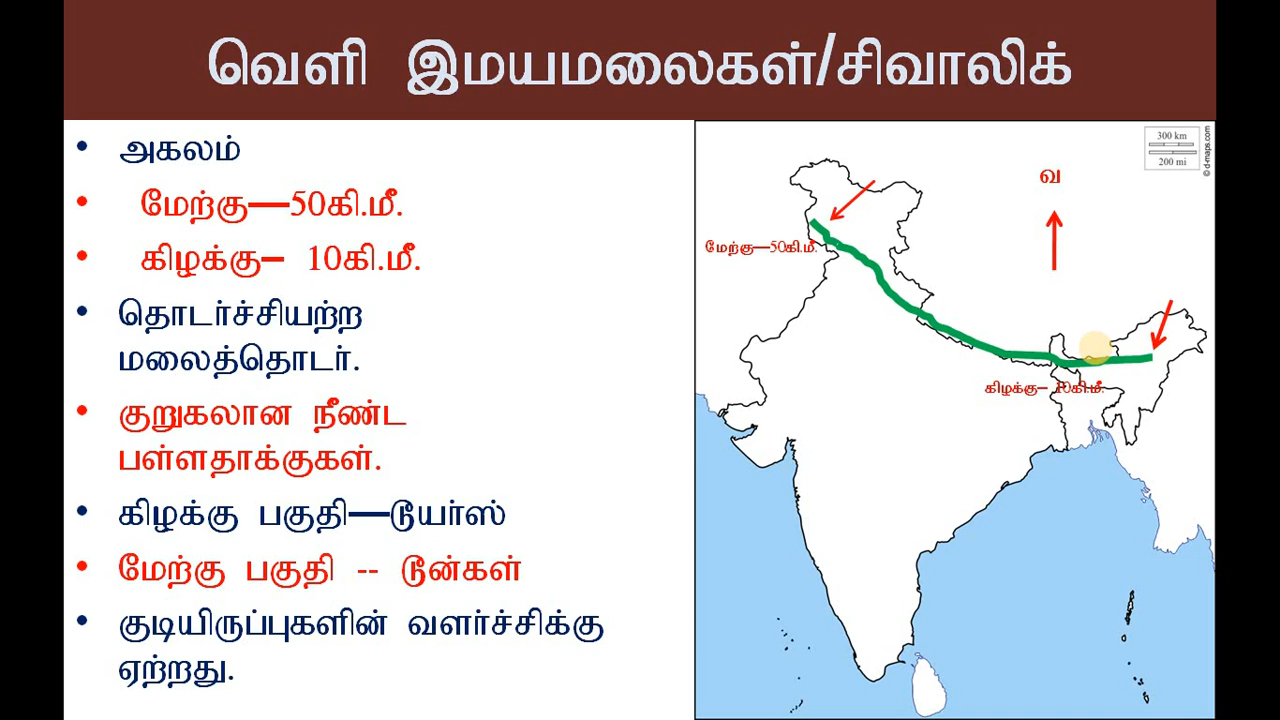 வெளி இமயமலைகள்/சிவாலிக்
• அகலம்
• மேற்கு—50கி.மீ.
• கிழக்கு– 10கி.மீ.
• தொடர்ச்சியற்ற
மலைத்தொடர்.
• குறுகலான நீண்ட
பள்ளதாக்குகள்.
• கிழக்கு பகுதி—டூயர்ஸ்
• மேற்கு பகுதி -- டூன்கள்
• குடியிருப்புகளின் வளர்ச்சிக்கு
ஏற்றது.
300 km
200 mi
© d-maps.com
வ
மேற்கு—50கி.மீ.
கிழக்கு– 10கி.மீ.